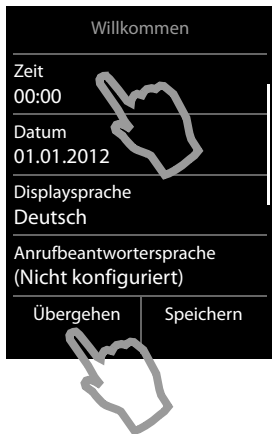 Willkommen
Zeit
00:00
Datum
01.01.2012
Displaysprache
Deutsch
Anrufbeantwortersprache
(Nicht konfiguriert)
Übergehen Speichern